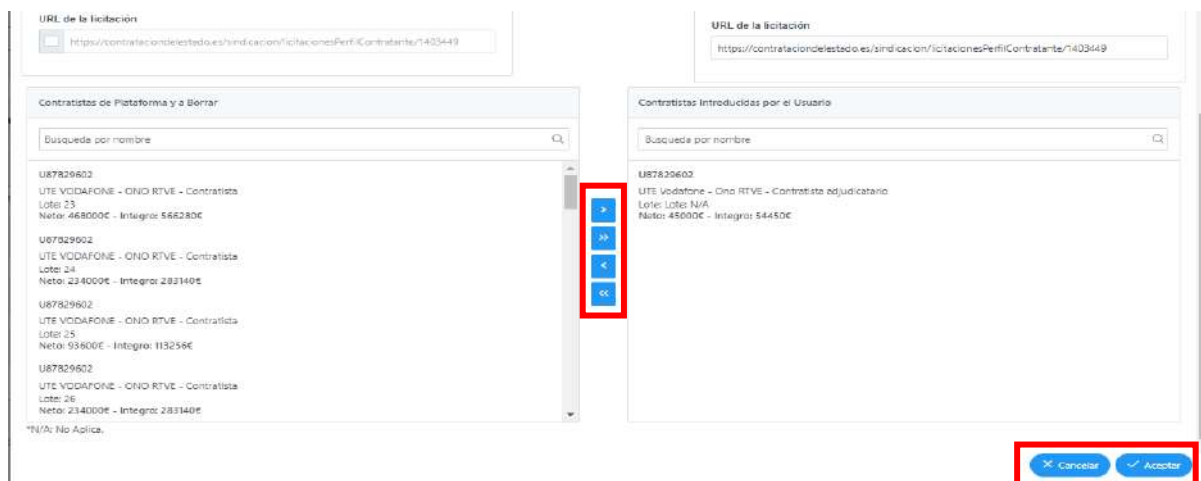 URL de la licitación
https://contrataciondelestado.es/sindicacion/licitacionesPerfilContratante/1403449
URL de la licitación
https://contrataciondelestado.es/sindicacion/licitacionesPerfilContratante/1403449
Contratistas de Plataforma y a Borrar
Busqueda por nombre
U87829602
UTE VODAFONE - ONO RTVE - Contratista
Lote: 23
Neto: 468000€ - Integro: 566280€
U87829602
UTE VODAFONE - ONO RTVE - Contratista
Lote: 24
Neto: 234000€ - Integro: 283140€
U87829602
UTE VODAFONE - ONO RTVE - Contratista
Lote: 25
Neto: 93600€ - Integro: 113256€
U87829602
UTE VODAFONE - ONO RTVE - Contratista
Lote: 26
Neto: 234000€ - Integro: 283140€
*N/A: No Aplica.
>
>>
<
<<
Contratistas Introducidas por el Usuario
Busqueda por nombre
U87829602
UTE Vodafone - Ono RTVE - Contratista adjudicatario
Lote: Lote: N/A
Neto: 45000€ - Integro: 54450€
Cancelar
Aceptar